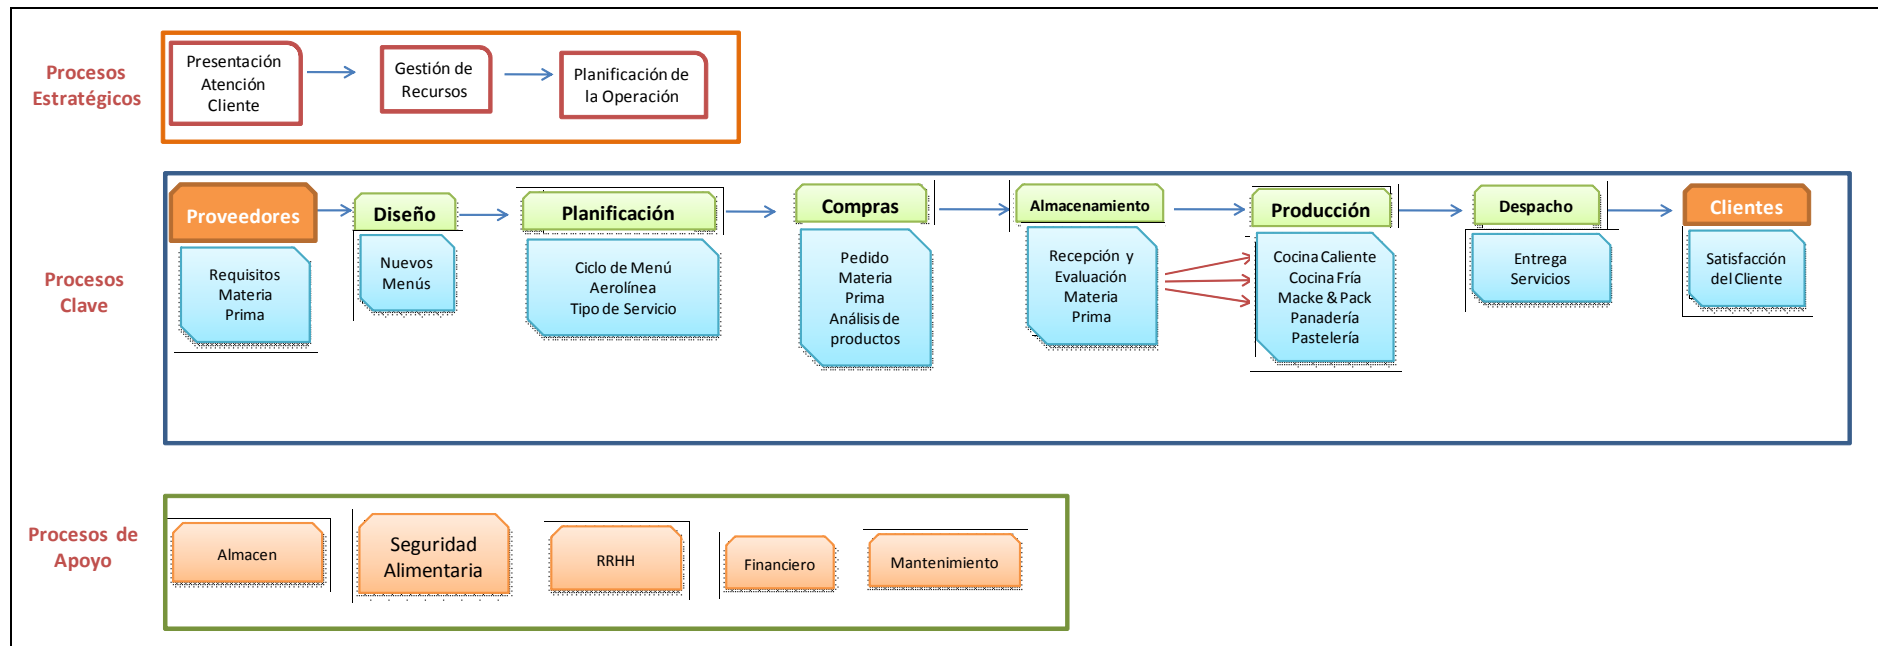 Procesos
Estratégicos
Presentación
Atención
Cliente
Gestión de
Recursos
Planificación de
la Operación
Procesos
Clave
Proveedores
Diseño
Planificación
Compras
Almacenamiento
Producción
Despacho
Clientes
Requisitos
Materia
Prima
Nuevos
Menús
Ciclo de Menú
Aerolínea
Tipo de Servicio
Pedido
Materia
Prima
Análisis de
productos
Recepción y
Evaluación
Materia
Prima
Cocina Caliente
Cocina Fría
Macke & Pack
Panadería
Pastelería
Entrega
Servicios
Satisfacción
del Cliente
Procesos de
Apoyo
Almacen
Seguridad
Alimentaria
RRHH
Financiero
Mantenimiento